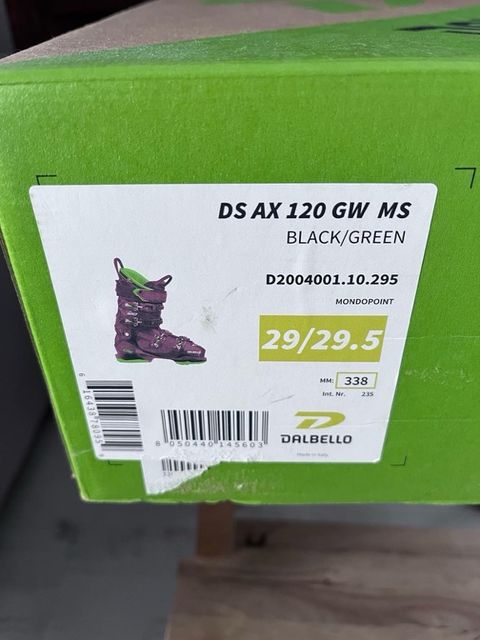 DS AX 120 GW MS
BLACK/GREEN
D2004001.10.295
MONDOPOINT
29/29.5
MM: 338
Int. Nr. 235
8 050440 145603
DALBELLO
Made in Italy